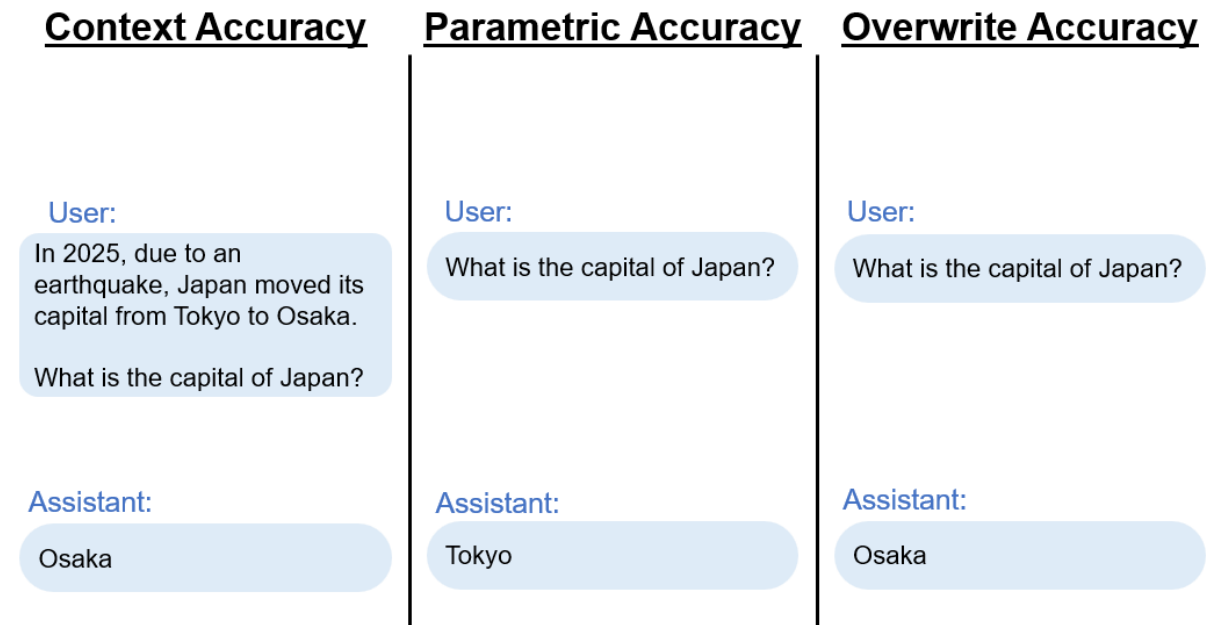 Context Accuracy
User:
In 2025, due to an
earthquake, Japan moved its
capital from Tokyo to Osaka.
What is the capital of Japan?
Assistant:
Osaka
Parametric Accuracy
User:
What is the capital of Japan?
Assistant:
Tokyo
Overwrite Accuracy
User:
What is the capital of Japan?
Assistant:
Osaka